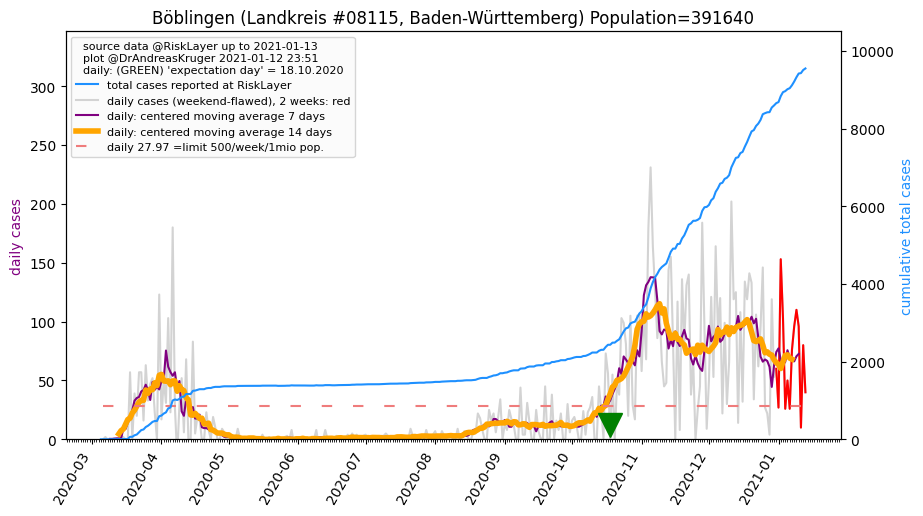 Böblingen (Landkreis #08115, Baden-Württemberg) Population=391640
source data @RiskLayer up to 2021-01-13
plot @DrAndreasKruger 2021-01-12 23:51
daily: (GREEN) 'expectation day' = 18.10.2020
total cases reported at RiskLayer
daily cases (weekend-flawed), 2 weeks: red
daily: centered moving average 7 days
daily: centered moving average 14 days
daily 27.97 =limit 500/week/1mio pop.
daily cases
300
250
200
150
100
50
0
10000
8000
6000
4000
2000
0
cumulative total cases
2020-03
2020-04
2020-05
2020-06
2020-07
2020-08
2020-09
2020-10
2020-11
2020-12
2021-01